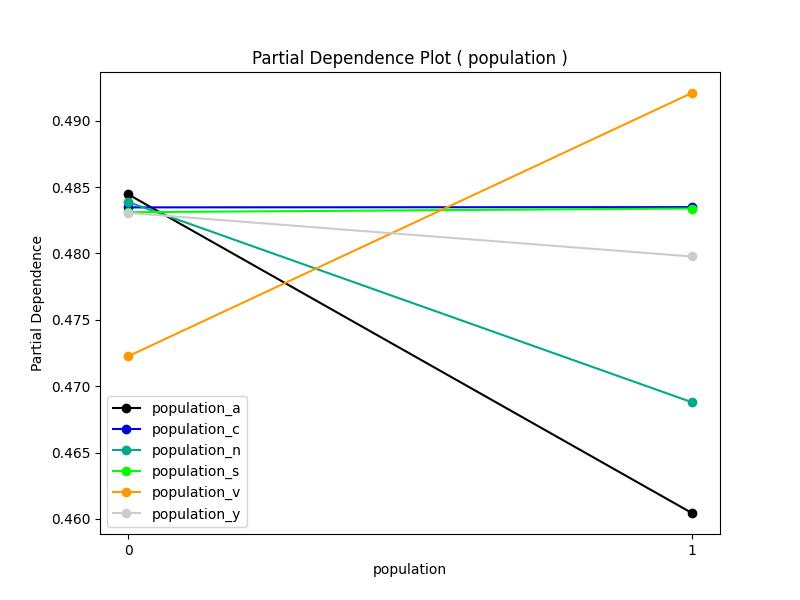 Partial Dependence Plot ( population )
Partial Dependence
0.490
0.485
0.480
0.475
0.470
0.465
0.460
population_a
population_c
population_n
population_s
population_v
population_y
0
1
population